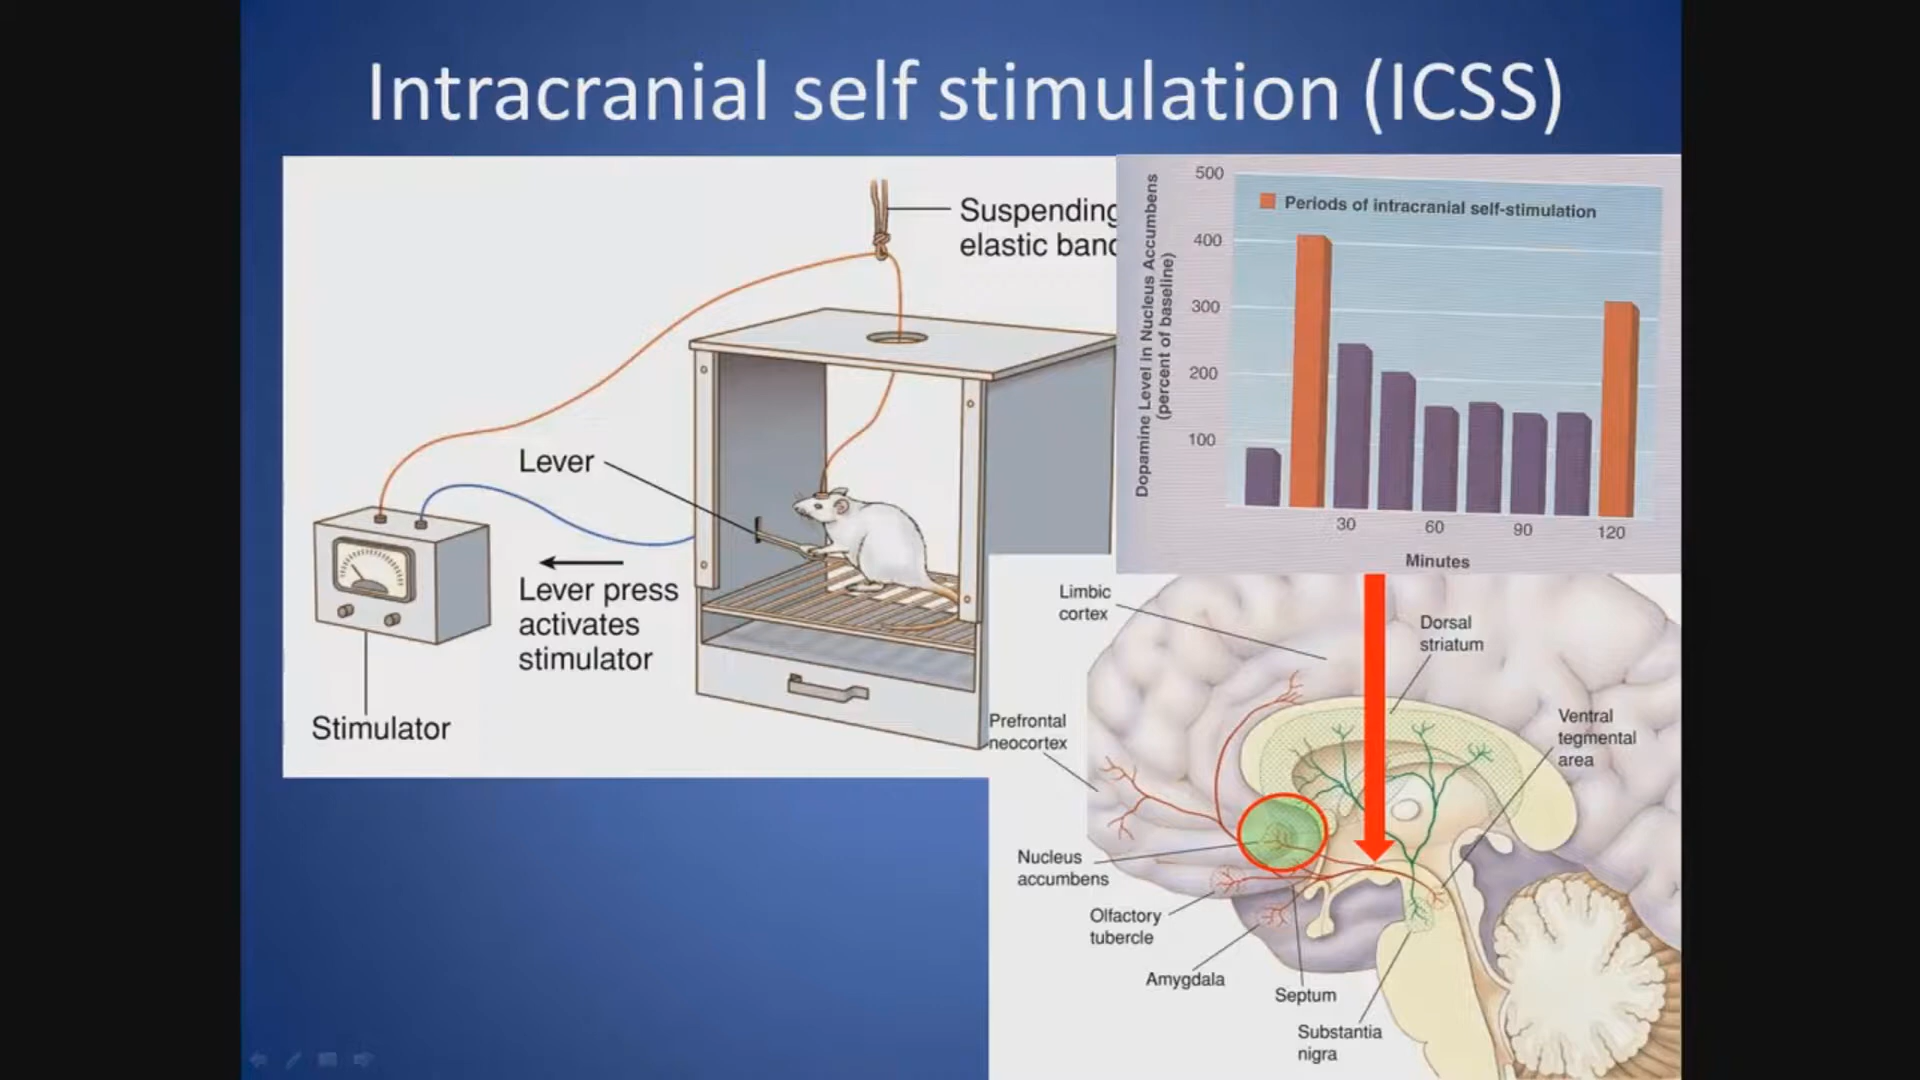 Intracranial self stimulation (ICSS)
Suspending
elastic band
Lever
Lever press
activates
stimulator
Stimulator
Dopamine Level in Nucleus Accumbens
(percent of baseline)
500
400
300
200
100
Periods of intracranial self-stimulation
30
60
90
120
Minutes
Limbic
cortex
Dorsal
striatum
Prefrontal
neocortex
Ventral
tegmental
area
Nucleus
accumbens
Olfactory
tubercle
Amygdala
Septum
Substantia
nigra